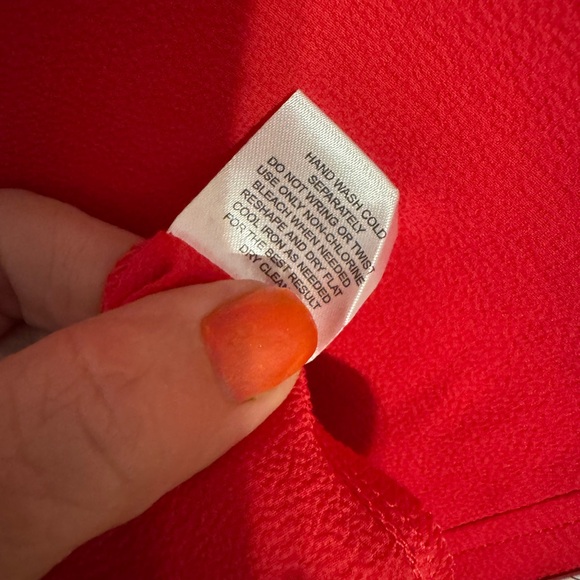 HAND WASH COLD
SEPARATELY
DO NOT WRING OR TWIST
USE ONLY NON-CHLORINE
BLEACH WHEN NEEDED
RESHAPE AND DRY FLAT
COOL IRON AS NEEDED
FOR THE BEST RESULT
DRY CLEAN